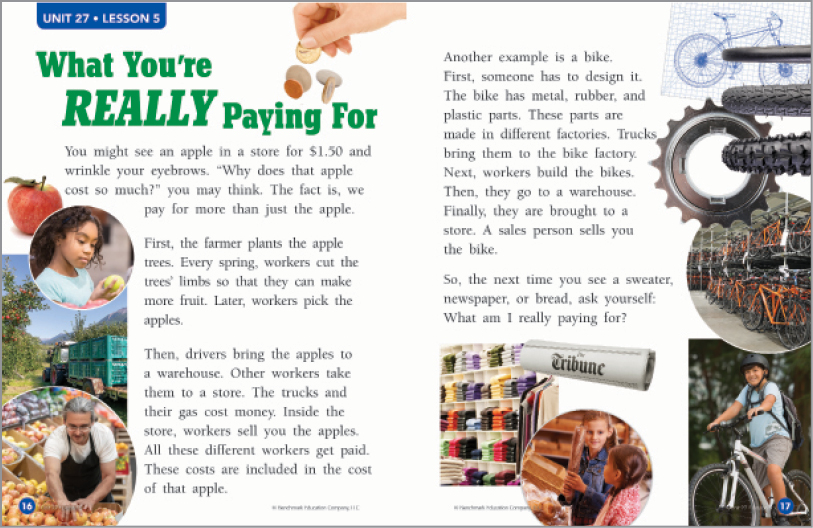 UNIT 27 • LESSON 5
What You're
REALLY Paying For
You might see an apple in a store for $1.50 and
wrinkle your eyebrows. “Why does that apple
cost so much?” you may think. The fact is, we
pay for more than just the apple.
First, the farmer plants the apple
trees. Every spring, workers cut the
trees’ limbs so that they can make
more fruit. Later, workers pick the
apples.
Then, drivers bring the apples to
a warehouse. Other workers take
them to a store. The trucks and
their gas cost money. Inside the
store, workers sell you the apples.
All these different workers get paid.
These costs are included in the cost
of that apple.
16
© Benchmark Education Company, LLC
Another example is a bike.
First, someone has to design it.
The bike has metal, rubber, and
plastic parts. These parts are
made in different factories. Trucks
bring them to the bike factory.
Next, workers build the bikes.
Then, they go to a warehouse.
Finally, they are brought to a
store. A sales person sells you
the bike.
So, the next time you see a sweater,
newspaper, or bread, ask yourself:
What am I really paying for?
the
Tribune
© Benchmark Education Company
17